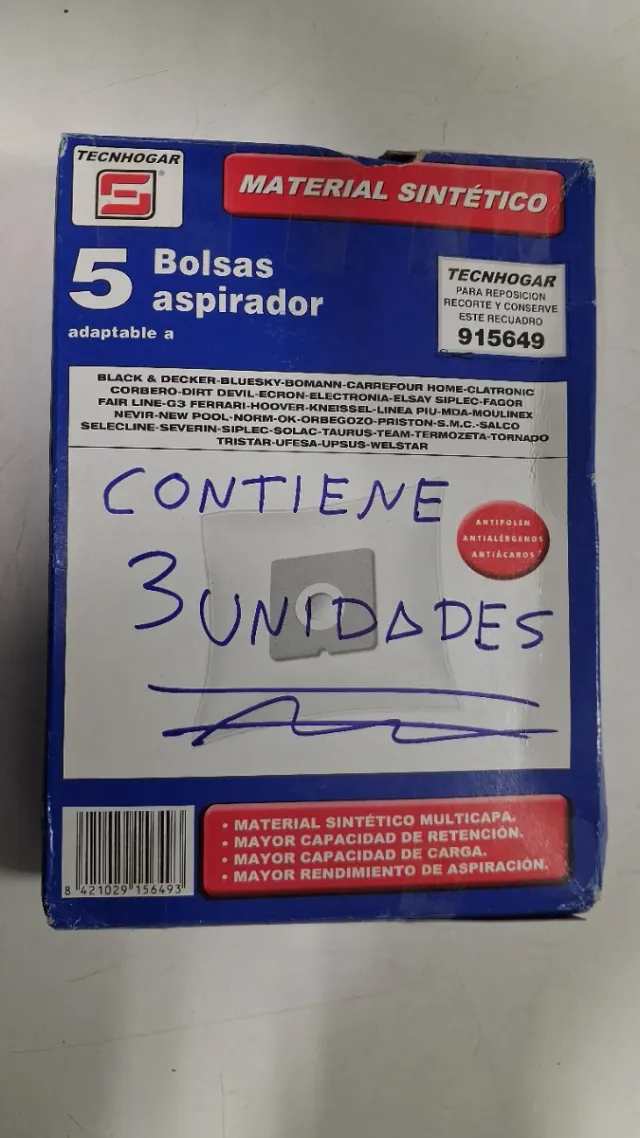 TECNHOGAR
®
MATERIAL SINTÉTICO
5 Bolsas
aspirador
adaptable a
TECNHOGAR
PARA REPOSICION
RECORTE Y CONSERVE
ESTE RECUADRO
915649
BLACK & DECKER-BLUESKY-BOMANN-CARREFOUR HOME-CLATRONIC
CORBERO-DIRT DEVIL-ECRON-ELECTRONIA-ELSAY SIPLEC-FAGOR
FAIR LINE-G3 FERRARI-HOOVER-KNEISSEL-LINEA PIU-MDA-MOULINEX
NEVIR-NEW POOL-NORM-OK-ORBEGOZO-PRISTON-S.M.C.-SALCO
SELECLINE-SEVERIN-SIPLEC-SOLAC-TAURUS-TEAM-TERMOZETA-TORNADO
TRISTAR-UFESA-UPSUS-WELSTAR
CONTIENE
3 UNIDADES
ANTIPOLEN
ANTIALÉRGENOS
ANTIÁCAROS
8 421029 156493
• MATERIAL SINTÉTICO MULTICAPA.
• MAYOR CAPACIDAD DE RETENCIÓN.
• MAYOR CAPACIDAD DE CARGA.
• MAYOR RENDIMIENTO DE ASPIRACIÓN.